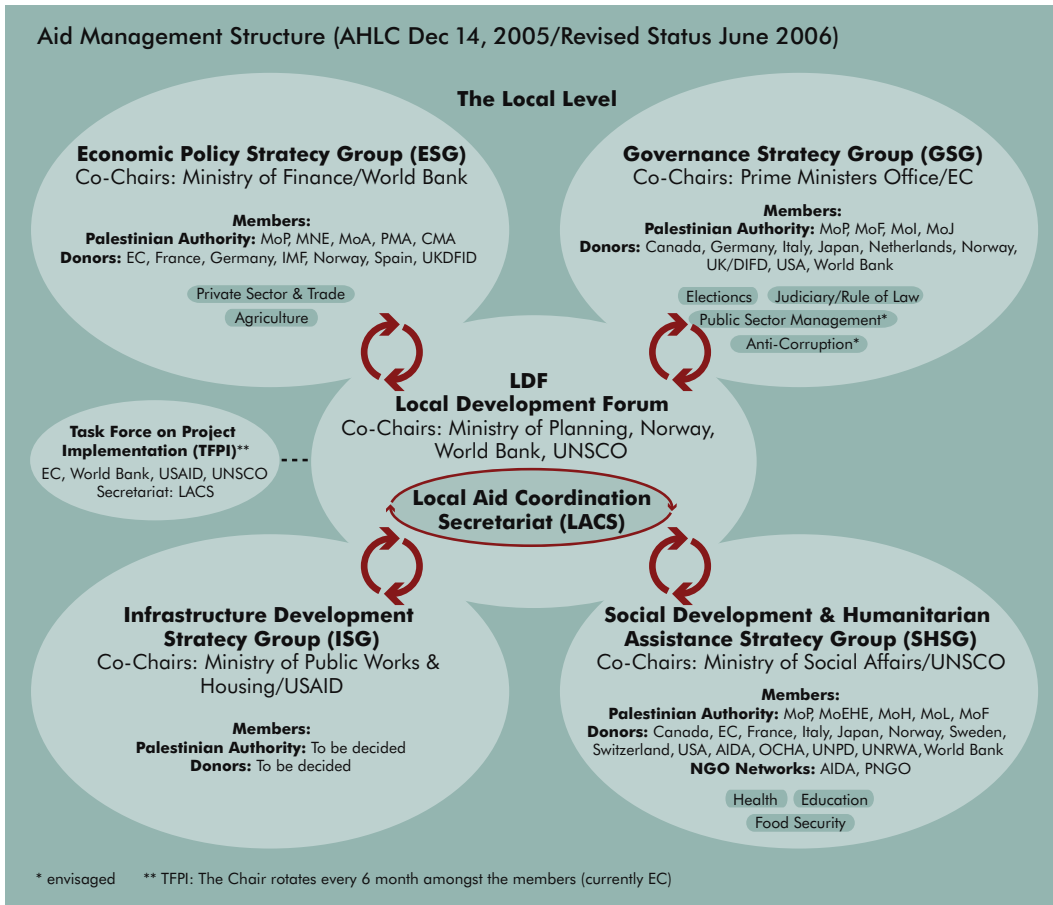 Aid Management Structure (AHLC Dec 14, 2005/Revised Status June 2006)
The Local Level
Economic Policy Stratecy Group (ESG)
Co-Chairs: Ministry of Finance/World Bank
Members:
Palestinian Authority: MoP, MNE, MoA, PMA, CMA
Donors: EC, France, Germany, IMF, Norway, Spain, UKDFID
Private Sector & Trade
Agriculture
Governance Strategy Group (GSG)
Co-Chairs: Prime Ministers Office/EC
Members:
Palestinian Authority: MoP, MoF, MoI, MoJ
Donors: Canada, Germany, Italy, Japan, Netherlands, Norway,
UK/DIFD, USA, World Bank
Electioncs
Judiciary/Rule of Law
Public Sector Management*
Anti-Corruption*
LDF
Local Development Forum
Co-Chairs: Ministry of Planning, Norway,
World Bank, UNSCO
Local Aid Coordination
Secretariat (LACS)
Task Force on Project
Implementation (TFPI)**
EC, World Bank, USAID, UNSCO
Secretariat: LACS
Infrastructure Development
Stratecy Group (ISG)
Co-Chairs: Ministry of Public Works &
Housing/USAID
Members:
Palestinian Authority: To be decided
Donors: To be decided
Social Development & Humanitarian
Assistance Strategy Group (SHSG)
Co-Chairs: Ministry of Social Affairs/UNSCO
Members:
Palestinian Authority: MoP, MoEHE, MoH, MoL, MoF
Donors: Canada, EC, France, Italy, Japan, Norway, Sweden,
Switzerland, USA, AIDA, OCHA, UNPD, UNRWA, World Bank
NGO Networks: AIDA, PNGO
Health
Education
Food Security
* envisaged ** TFPI: The Chair rotates every 6 month amongst the members (currently EC)